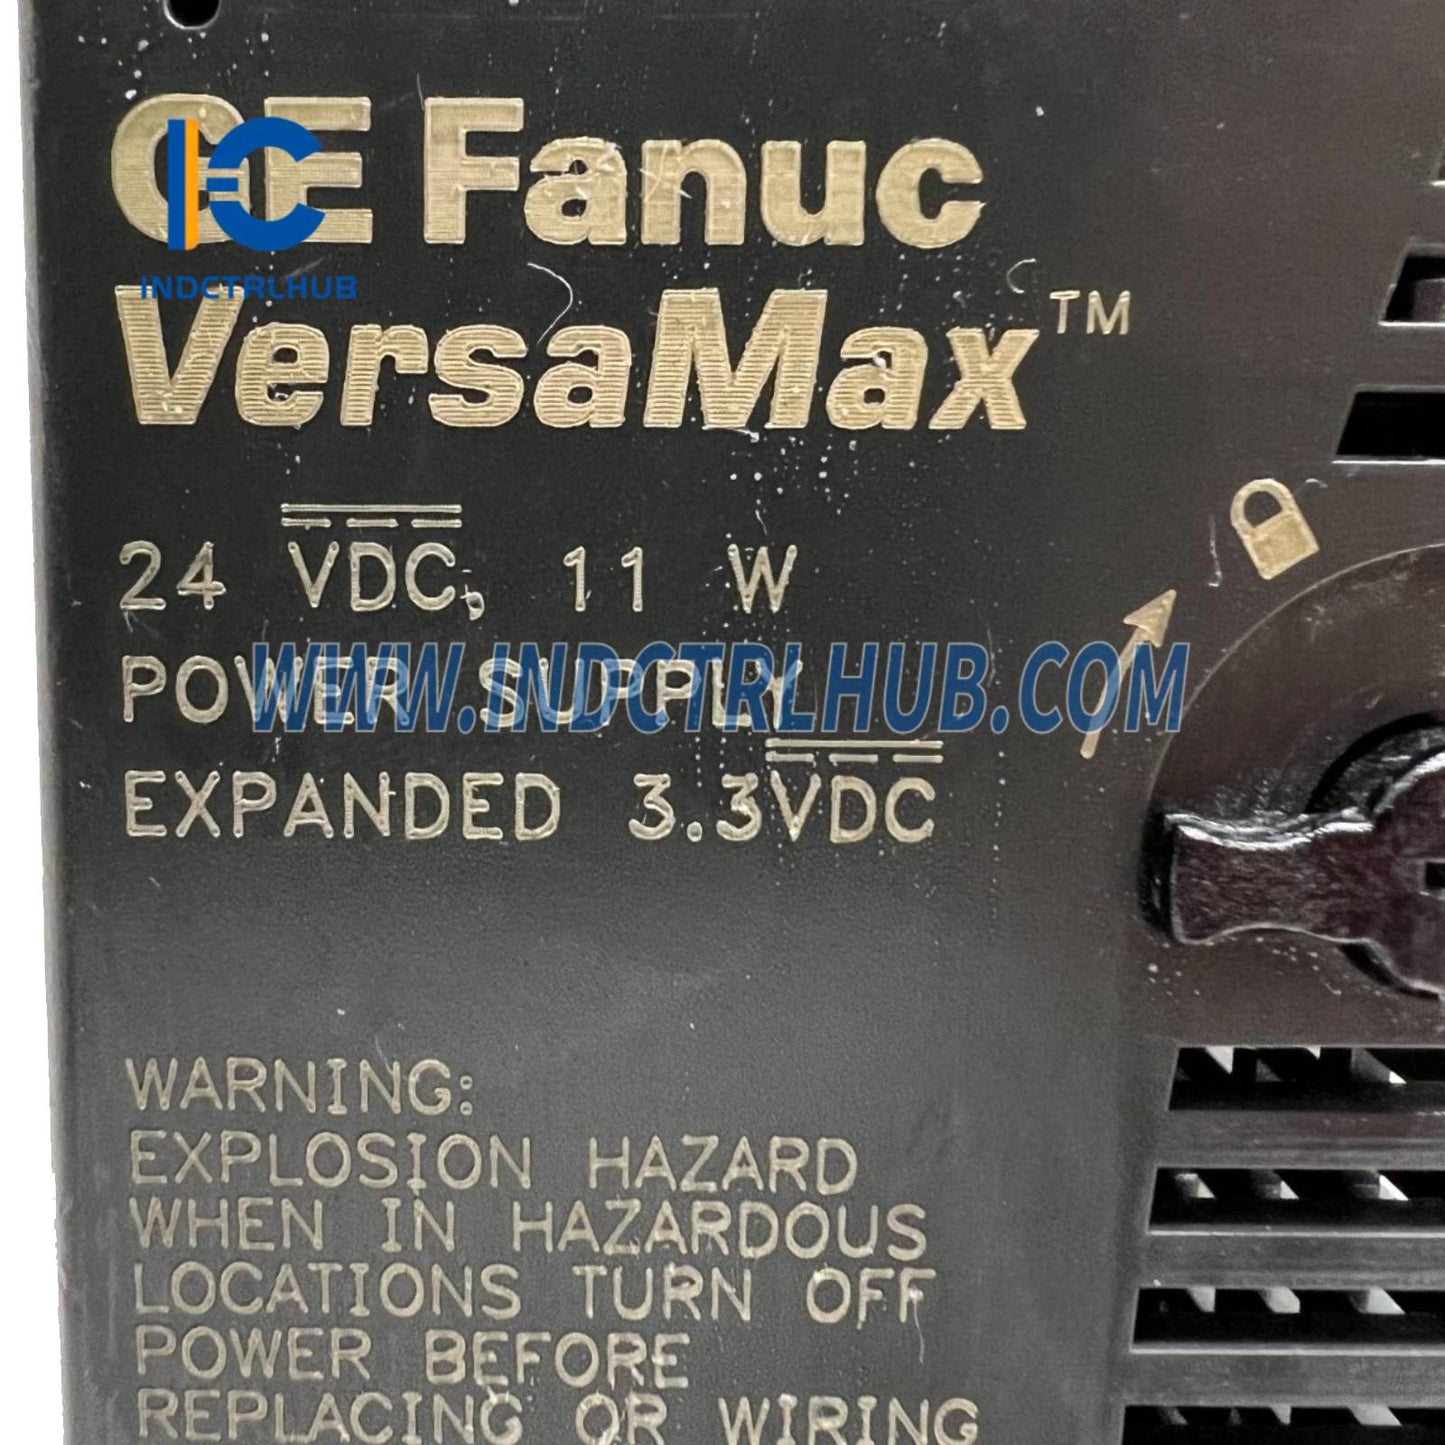 GE Fanuc
INDCTRLHUB
VersaMax™
24 VDC, 11 W
POWER SUPPLY
WWW.INDCTRLHUB.COM
EXPANDED 3.3VDC
WARNING:
EXPLOSION HAZARD
WHEN IN HAZARDOUS
LOCATIONS TURN OFF
POWER BEFORE
REPLACING OR WIRING